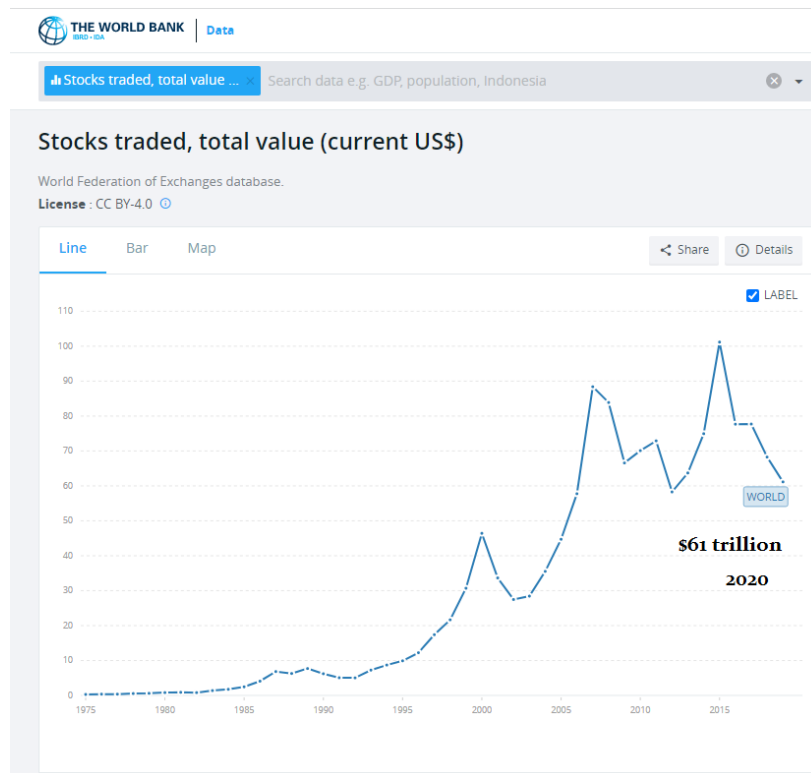 THE WORLD BANK
IBRD • IDA
Data
Stocks traded, total value ... ×
Search data e.g. GDP, population, Indonesia
Stocks traded, total value (current US$)
World Federation of Exchanges database.
License : CC BY-4.0
Line Bar Map
Share Details
LABEL
110
100
90
80
70
60
50
40
30
20
10
0
WORLD
$61 trillion
2020
1975 1980 1985 1990 1995 2000 2005 2010 2015